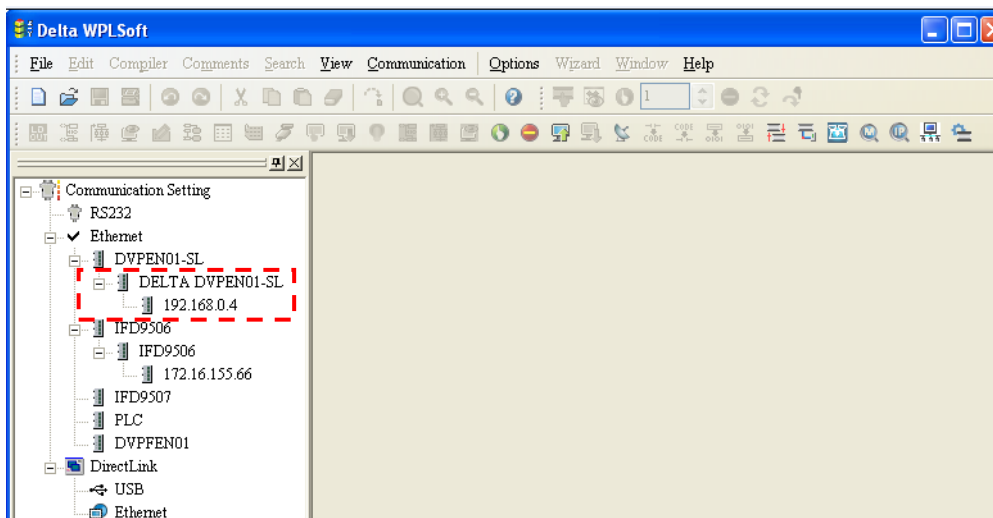 Delta WPLSoft
File Edit Compiler Comments Search View Communication Options Wizard Window Help
1
Communication Setting
RS232
Ethernet
DVPEN01-SL
DELTA DVPEN01-SL
192.168.0.4
IFD9506
IFD9506
172.16.155.66
IFD9507
PLC
DVPFEN01
DirectLink
USB
Ethernet